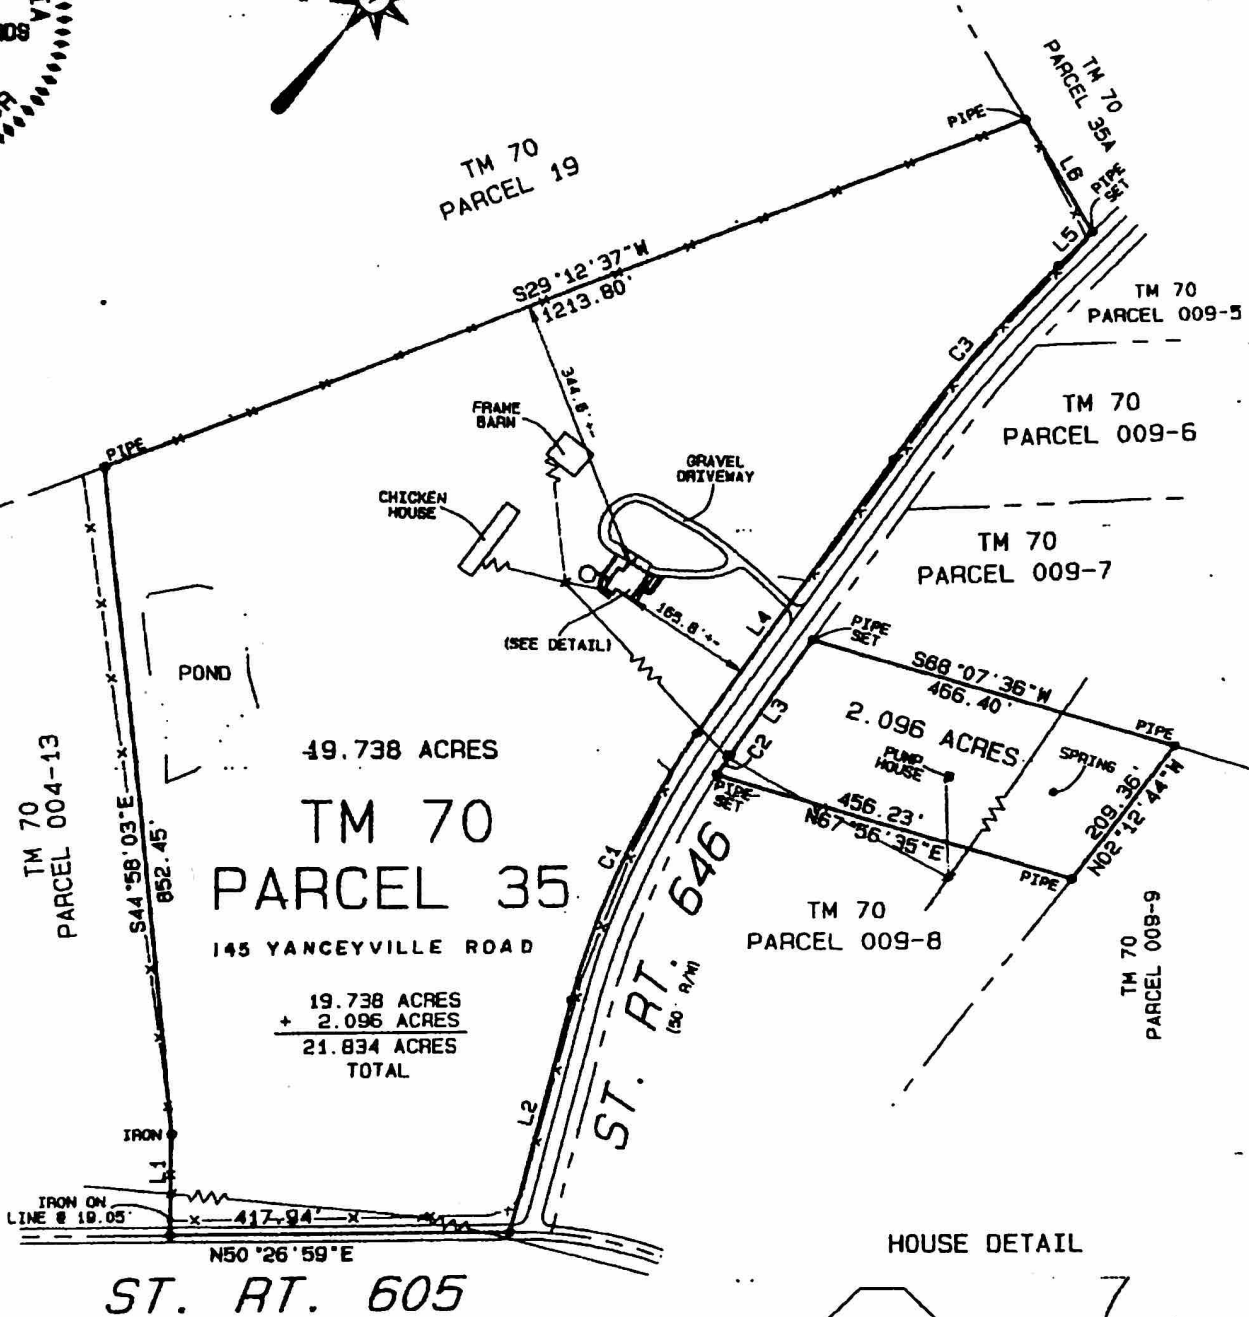 TM 70
PARCEL 35A
PIPE
L6
PIPE
SET
L5
TM 70
PARCEL 19
S29°12'37"W
1213.80'
C3
TM 70
PARCEL 009-5
344.8'+-
FRAME
BARN
TM 70
PARCEL 009-6
PIPE
GRAVEL
DRIVEWAY
CHICKEN
HOUSE
TM 70
PARCEL 009-7
L4
165.8'+-
(SEE DETAIL)
PIPE
SET
S68°07'36"W
466.40'
POND
L3
2.096 ACRES
PIPE
19.738 ACRES
C2
PUMP
HOUSE
SPRING
TM 70
PARCEL 004-13
S44°58'03"E
852.45'
TM 70
PARCEL 35
PIPE
SET
456.23'
N67°56'35"E
209.36'
N02°12'44"W
PIPE
C1
145 YANCEYVILLE ROAD
TM 70
PARCEL 009-8
TM 70
PARCEL 009-9
19.738 ACRES
+ 2.096 ACRES
21.834 ACRES
TOTAL
ST. RT. 646
(50' R/W)
L2
IRON
L1
IRON ON
LINE @ 19.05'
417.94'
N50°26'59"E
HOUSE DETAIL
ST. RT. 605